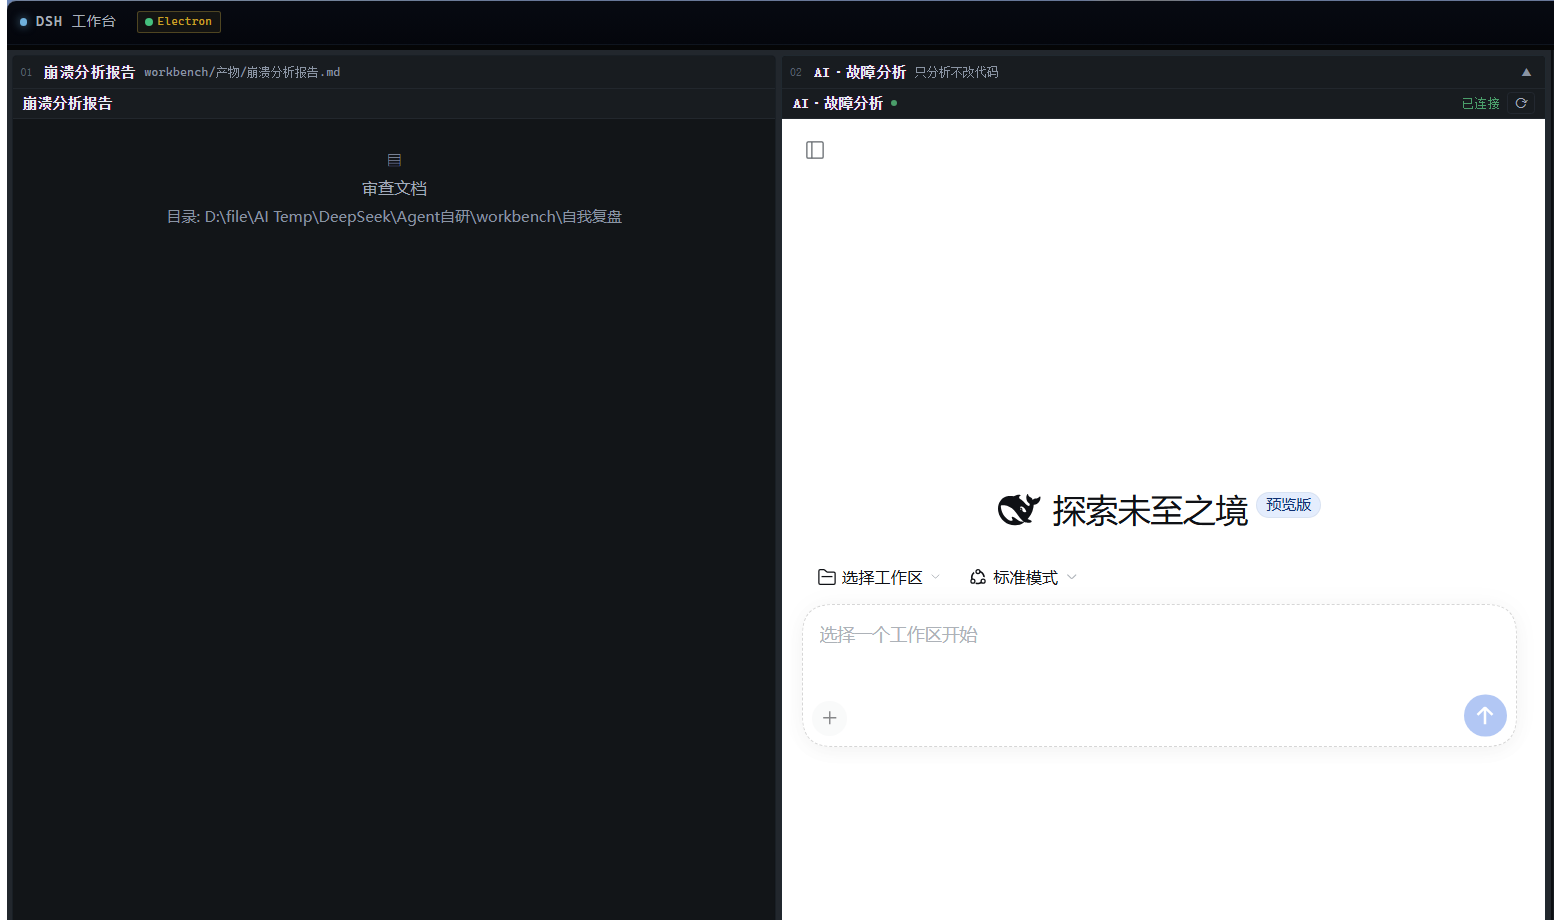 DSH 工作台 Electron
01 崩溃分析报告 workbench/产物/崩溃分析报告.md
崩溃分析报告
审查文档
目录: D:\file\AI Temp\DeepSeek\Agent自研\workbench\自我复盘
02 AI · 故障分析 只分析不改代码
AI · 故障分析 已连接
探索未至之境 预览版
选择工作区 标准模式
选择一个工作区开始